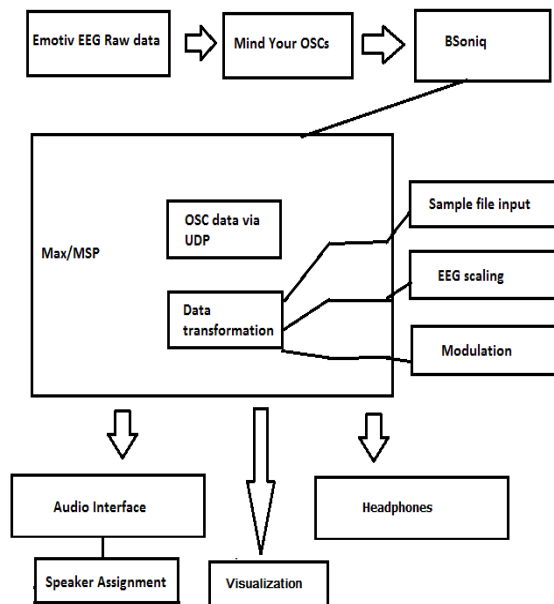 Emotiv EEG Raw data
Mind Your OSCs
BSoniq
Max/MSP
OSC data via
UDP
Data
transformation
Sample file input
EEG scaling
Modulation
Audio Interface
Headphones
Speaker Assignment
Visualization